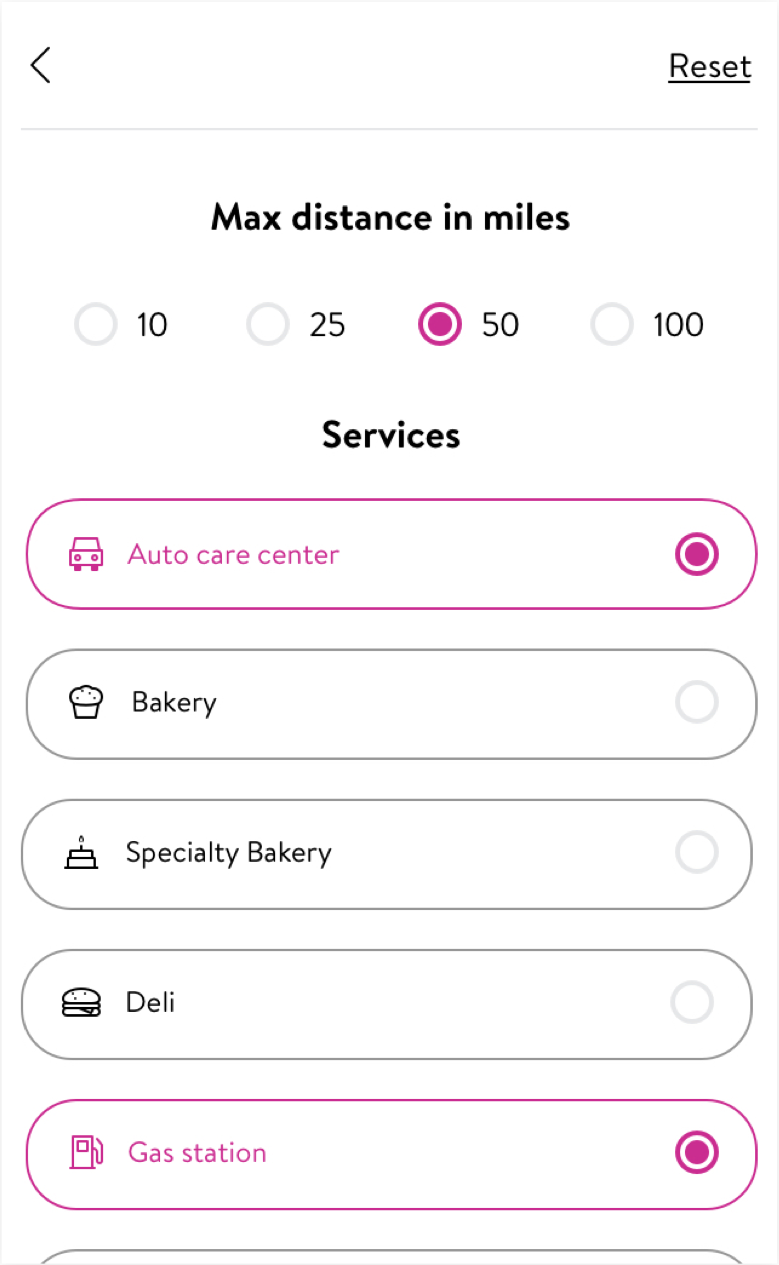 Reset
Max distance in miles
10 25 50 100
Services
Auto care center
Bakery
Specialty Bakery
Deli
Gas station